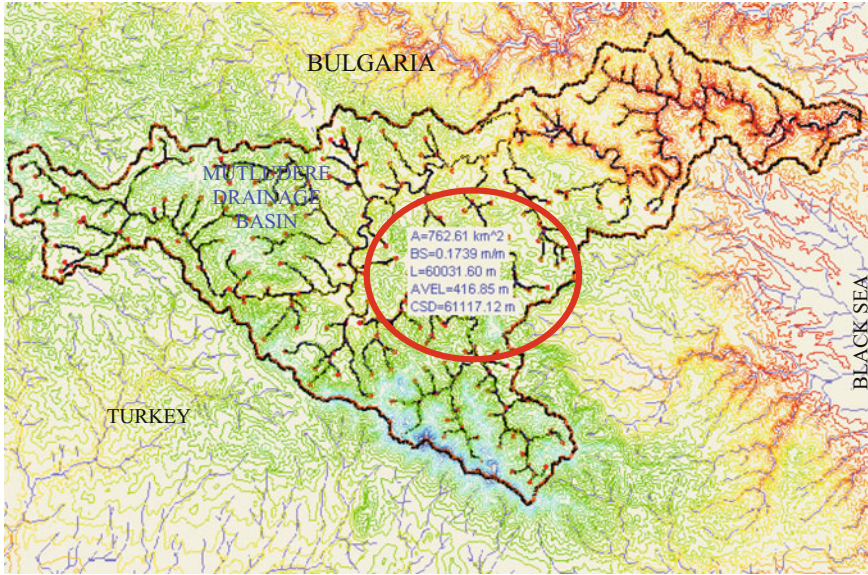 BULGARIA
MUTLUDERE
DRAINAGE
BASIN
A=762.61 km^2
BS=0.1739 m/m
L=60031.60 m
AVEL=416.85 m
CSD=61117.12 m
BLACK SEA
TURKEY